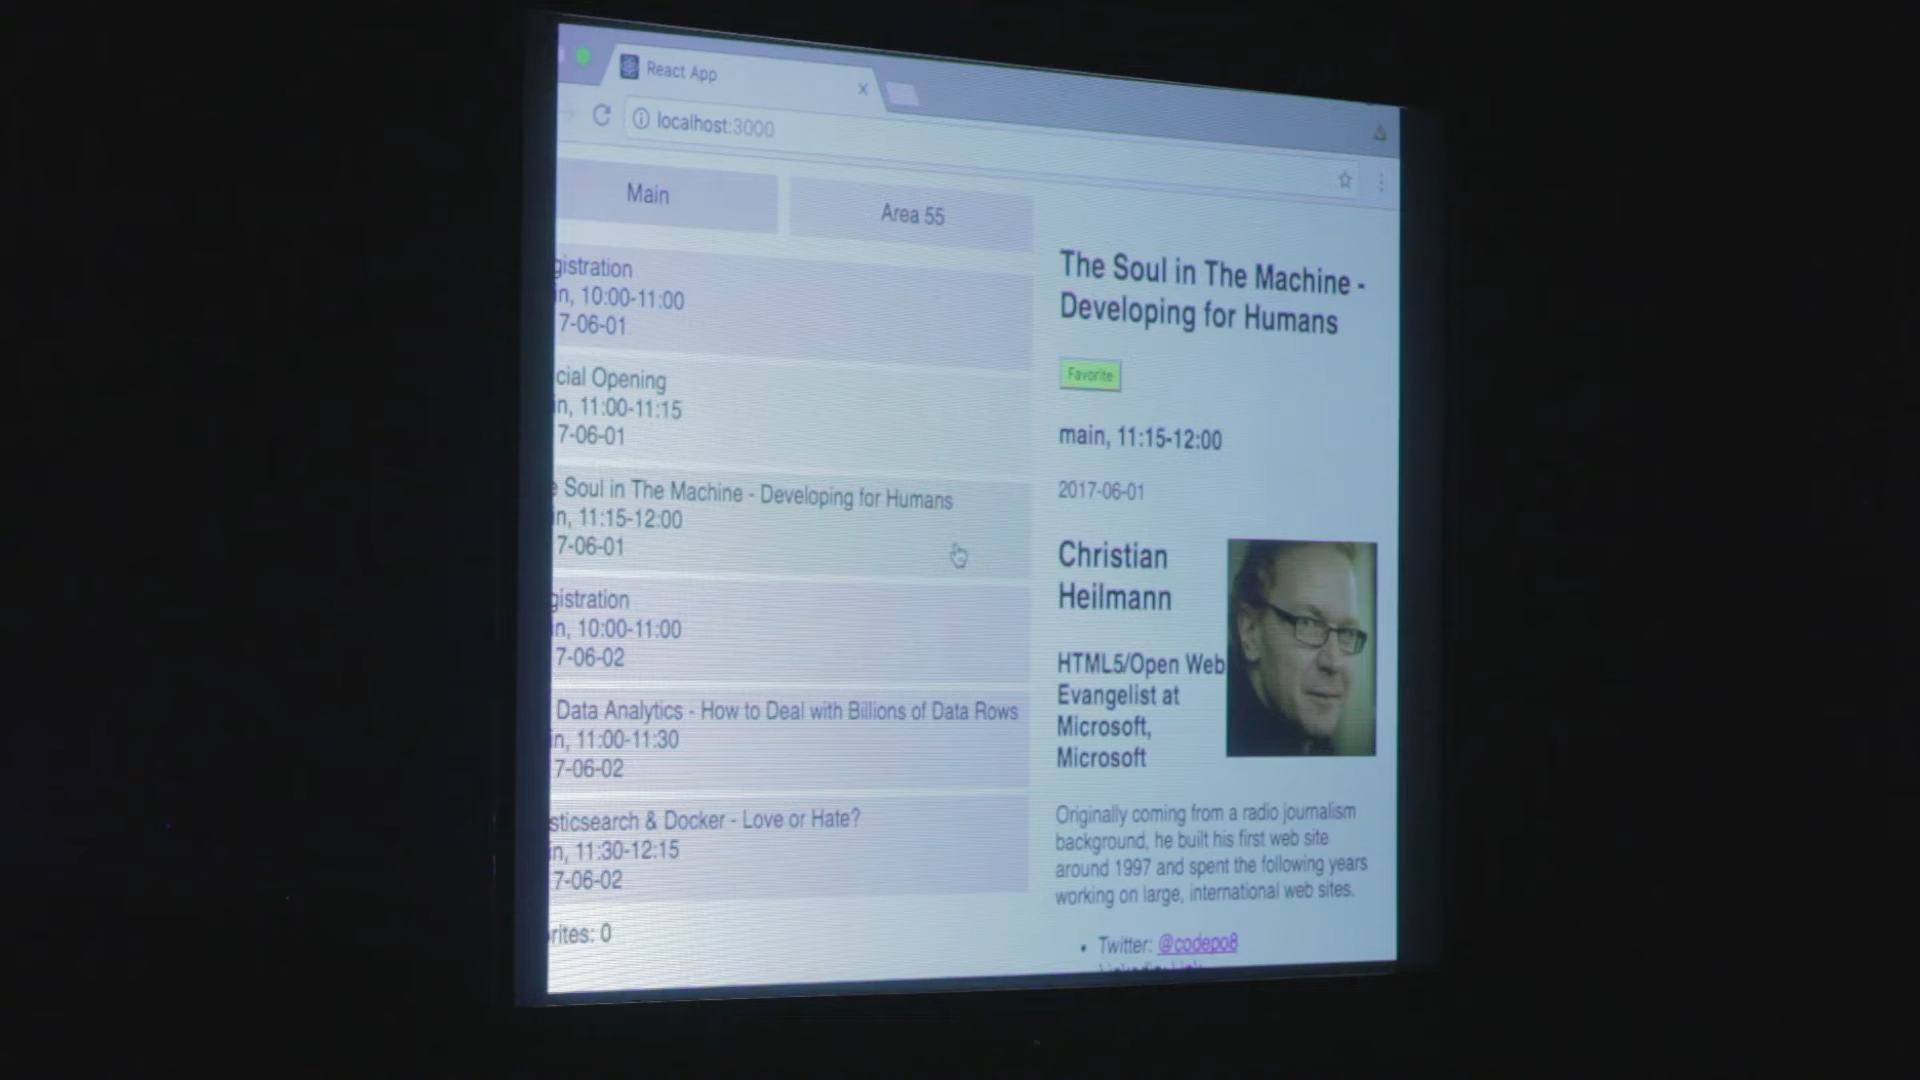 React App
localhost:3000
Main
Area 55
gistration
in, 10:00-11:00
7-06-01
cial Opening
in, 11:00-11:15
7-06-01
e Soul in The Machine - Developing for Humans
in, 11:15-12:00
7-06-01
gistration
in, 10:00-11:00
7-06-02
Data Analytics - How to Deal with Billions of Data Rows
in, 11:00-11:30
7-06-02
sticsearch & Docker - Love or Hate?
in, 11:30-12:15
7-06-02
rites: 0
The Soul in The Machine -
Developing for Humans
Favorite
main, 11:15-12:00
2017-06-01
Christian
Heilmann
HTML5/Open Web
Evangelist at
Microsoft,
Microsoft
Originally coming from a radio journalism
background, he built his first web site
around 1997 and spent the following years
working on large, international web sites.
• Twitter: @codepo8